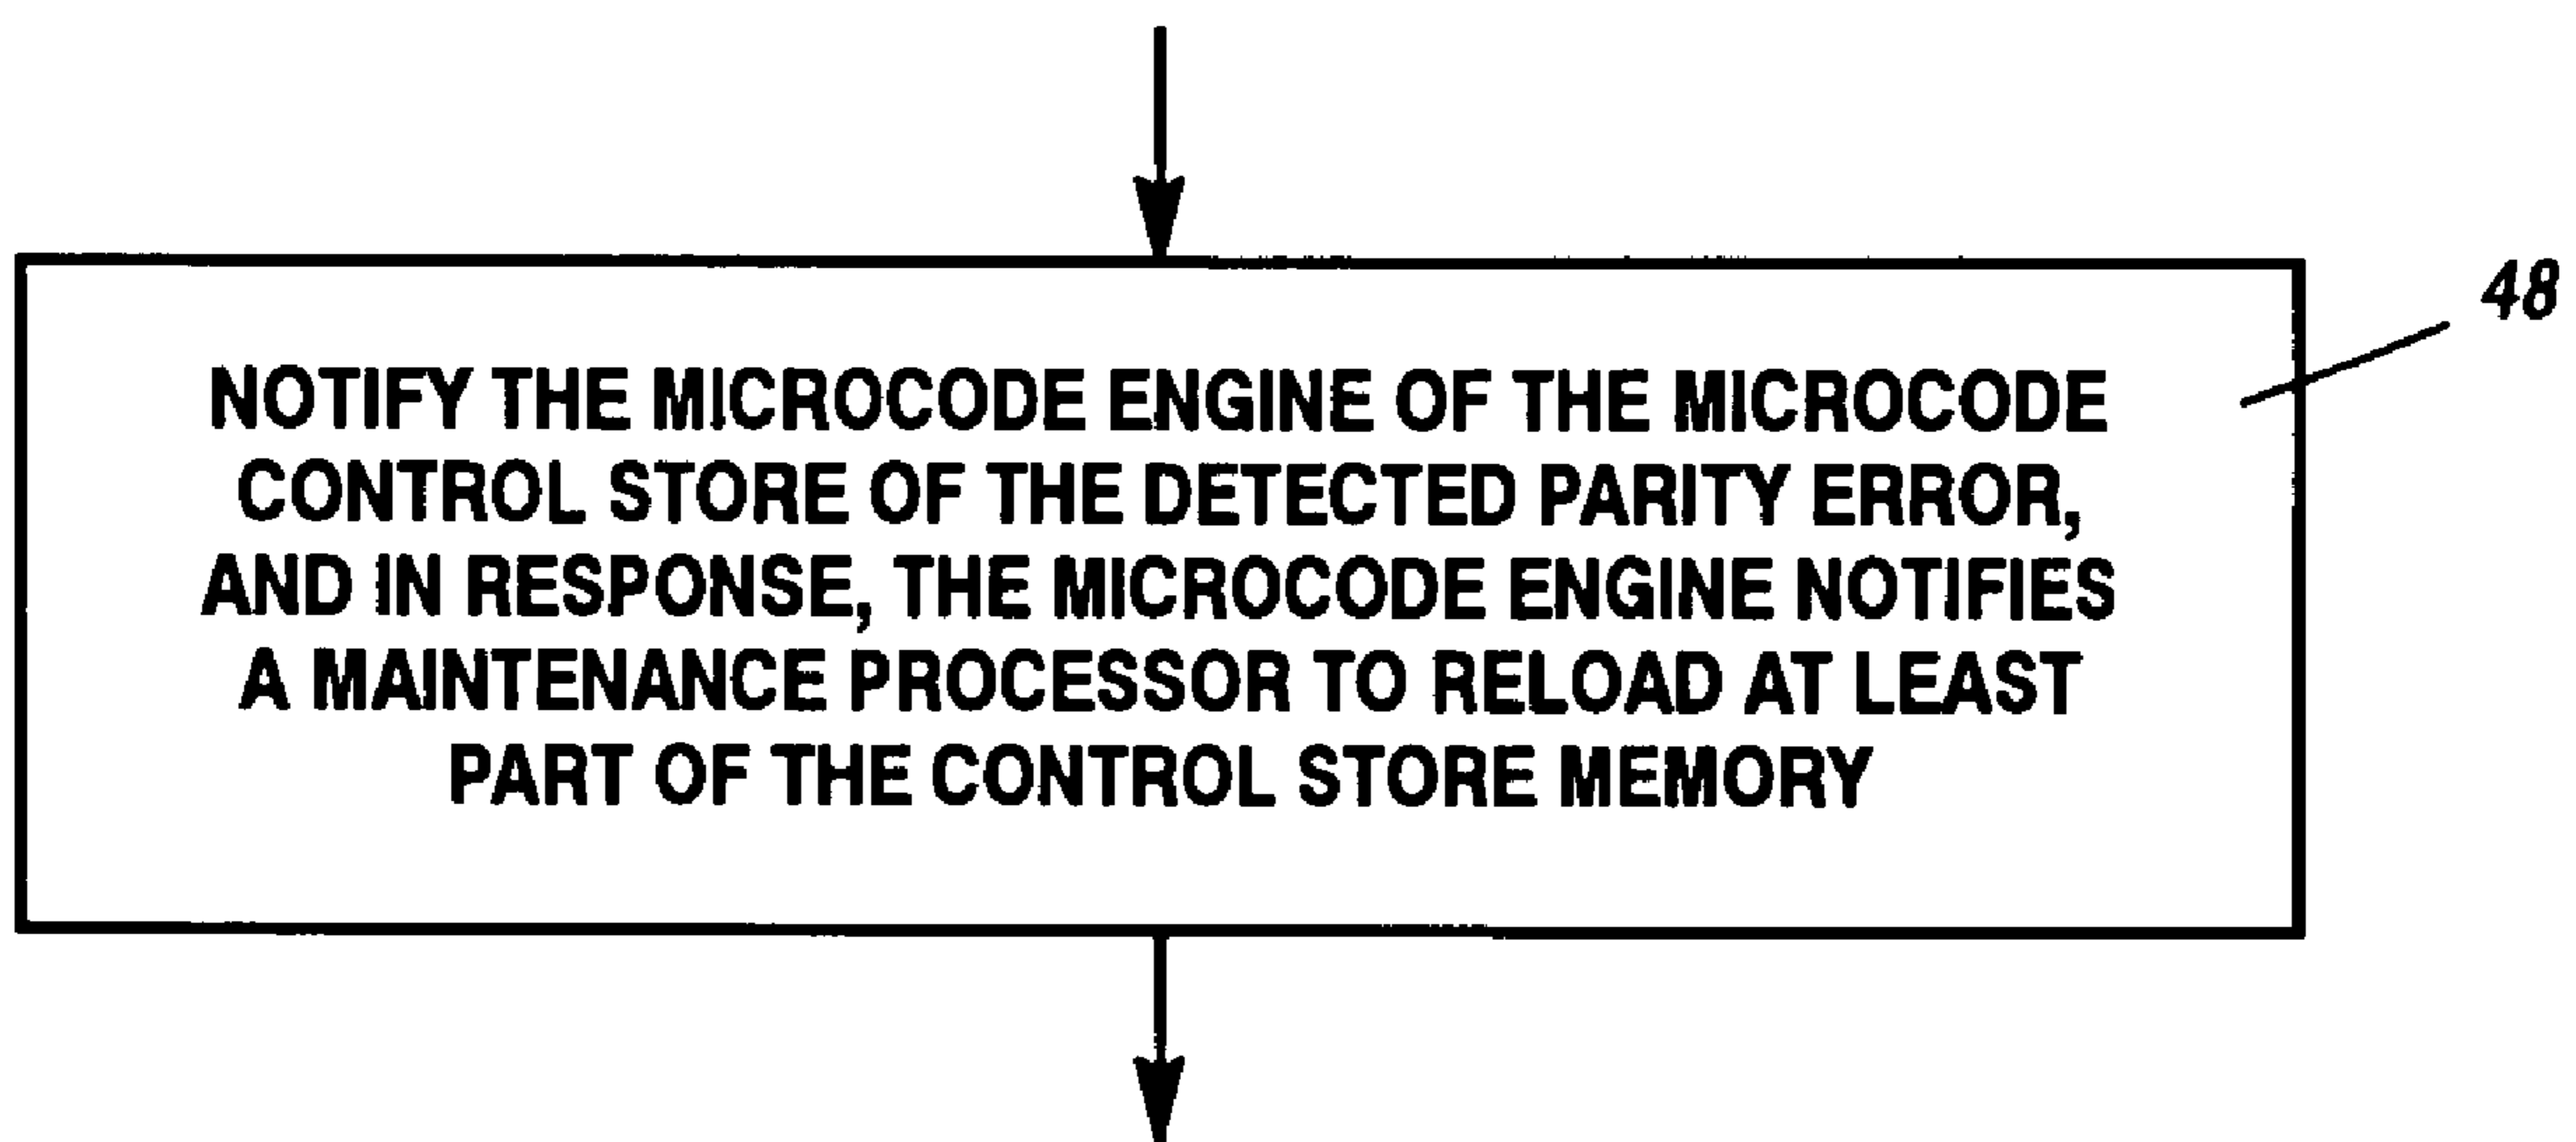 48
NOTIFY THE MICROCODE ENGINE OF THE MICROCODE
CONTROL STORE OF THE DETECTED PARITY ERROR,
AND IN RESPONSE, THE MICROCODE ENGINE NOTIFIES
A MAINTENANCE PROCESSOR TO RELOAD AT LEAST
PART OF THE CONTROL STORE MEMORY